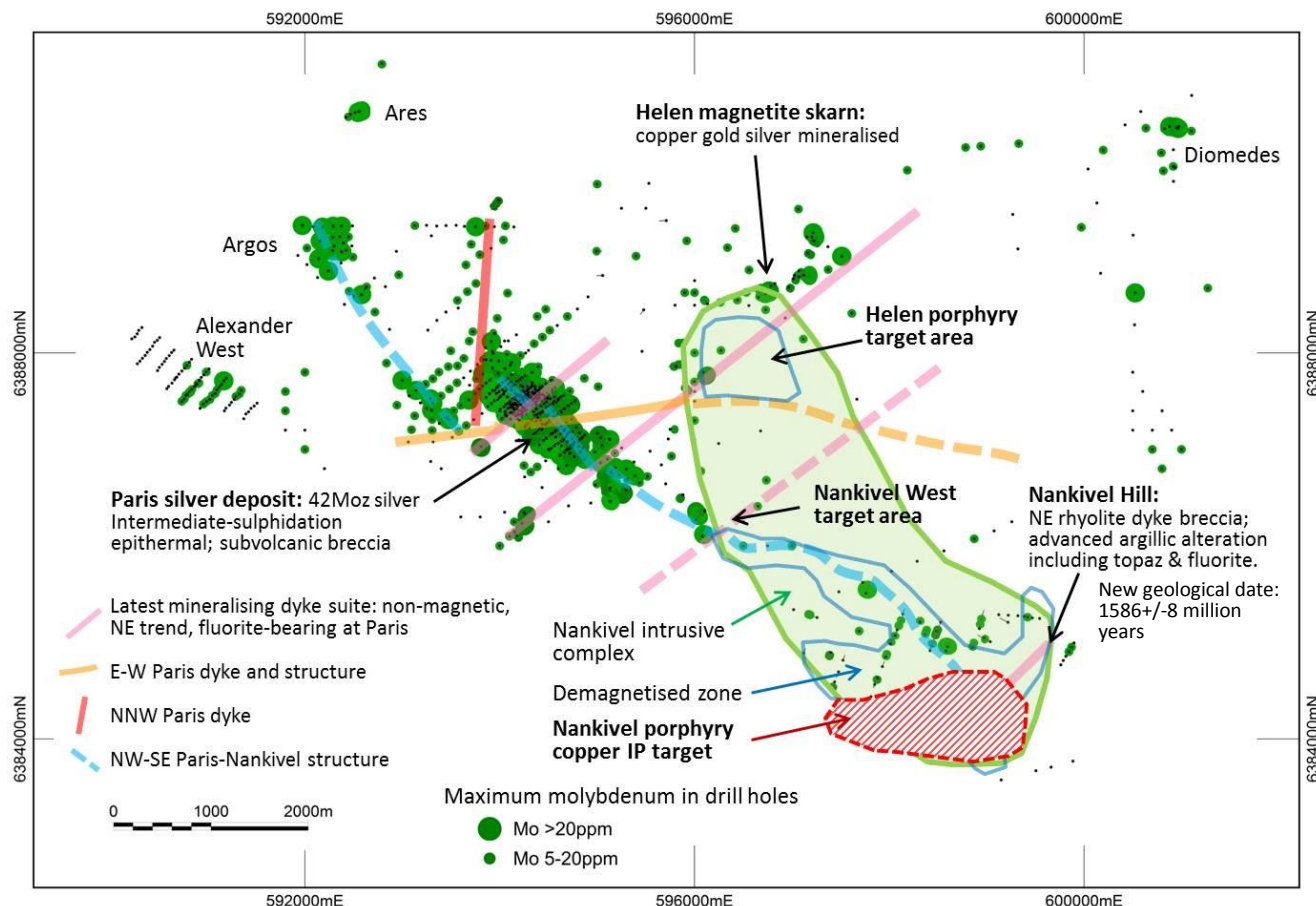 592000mE
596000mE
600000mE
Ares
Helen magnetite skarn:
copper gold silver mineralised
Diomedes
Argos
Alexander
West
Helen porphyry
target area
6388000mN
6388000mN
Paris silver deposit: 42Moz silver
Intermediate-sulphidation
epithermal; subvolcanic breccia
Nankivel West
target area
Nankivel Hill:
NE rhyolite dyke breccia;
advanced argillic alteration
including topaz & fluorite.
New geological date:
1586+/-8 million
years
Latest mineralising dyke suite: non-magnetic,
NE trend, fluorite-bearing at Paris
E-W Paris dyke and structure
NNW Paris dyke
NW-SE Paris-Nankivel structure
Nankivel intrusive
complex
Demagnetised zone
Nankivel porphyry
copper IP target
6384000mN
6384000mN
0 1000 2000m
Maximum molybdenum in drill holes
Mo >20ppm
Mo 5-20ppm
592000mE
596000mE
600000mE